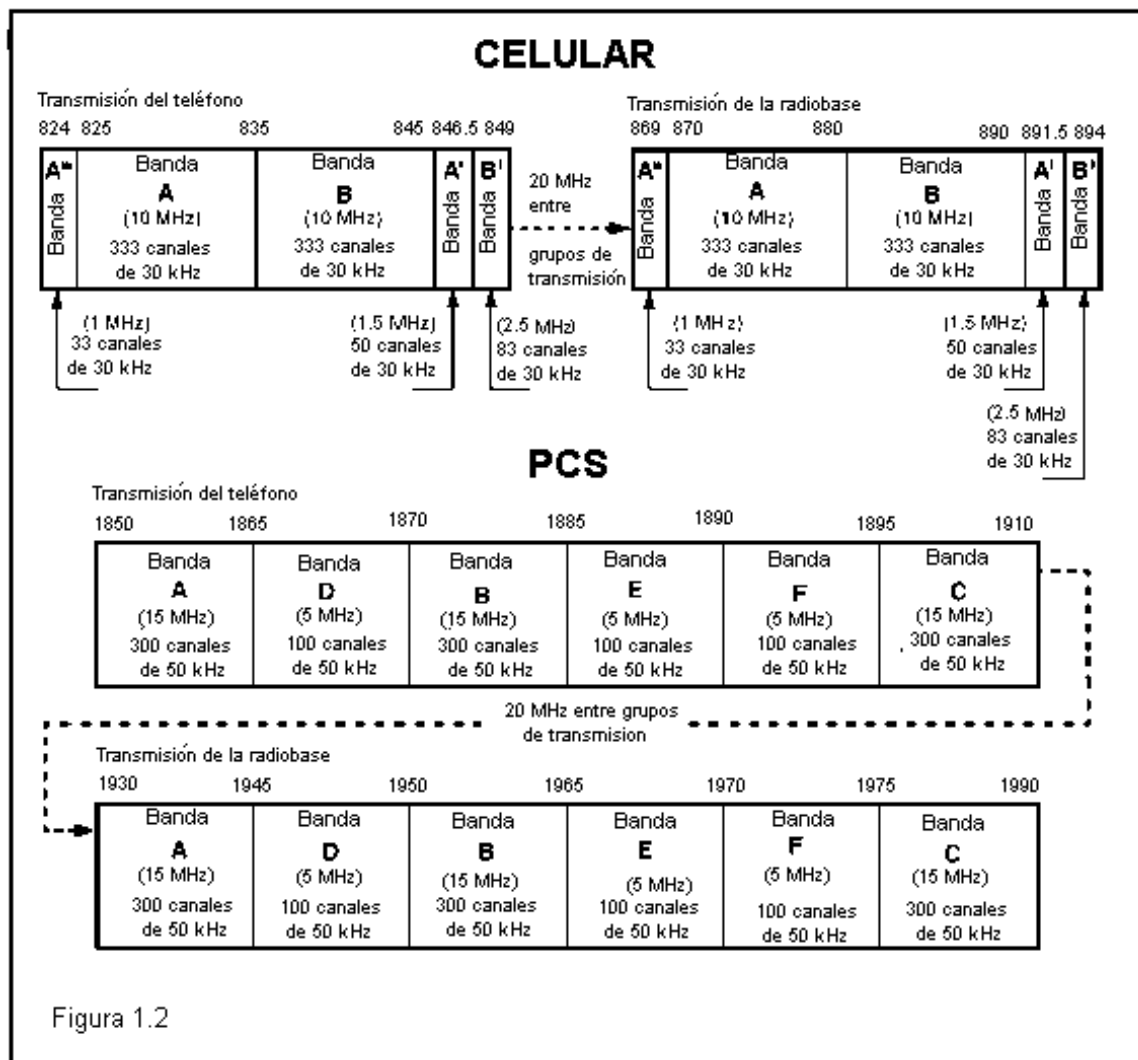 CELULAR
Transmisión del teléfono
824 825 835 845 846.5 849
A" Banda
Banda
A
(10 MHz)
333 canales
de 30 kHz
Banda
B
(10 MHz)
333 canales
de 30 kHz
A' Banda
B' Banda
(1 MHz)
33 canales
de 30 kHz
(1.5 MHz)
50 canales
de 30 kHz
(2.5 MHz)
83 canales
de 30 kHz
20 MHz
entre
grupos de
transmisión
Transmisión de la radiobase
869 870 880 890 891.5 894
A" Banda
Banda
A
(10 MHz)
333 canales
de 30 kHz
Banda
B
(10 MHz)
333 canales
de 30 kHz
A' Banda
B' Banda
(1 MHz)
33 canales
de 30 kHz
(1.5 MHz)
50 canales
de 30 kHz
(2.5 MHz)
83 canales
de 30 kHz
PCS
Transmisión del teléfono
1850 1865 1870 1885 1890 1895 1910
Banda
A
(15 MHz)
300 canales
de 50 kHz
Banda
D
(5 MHz)
100 canales
de 50 kHz
Banda
B
(15 MHz)
300 canales
de 50 kHz
Banda
E
(5 MHz)
100 canales
de 50 kHz
Banda
F
(5 MHz)
100 canales
de 50 kHz
Banda
C
(15 MHz)
300 canales
de 50 kHz
20 MHz entre grupos
de transmision
Transmisión de la radiobase
1930 1945 1950 1965 1970 1975 1990
Banda
A
(15 MHz)
300 canales
de 50 kHz
Banda
D
(5 MHz)
100 canales
de 50 kHz
Banda
B
(15 MHz)
300 canales
de 50 kHz
Banda
E
(5 MHz)
100 canales
de 50 kHz
Banda
F
(5 MHz)
100 canales
de 50 kHz
Banda
C
(15 MHz)
300 canales
de 50 kHz
Figura 1.2